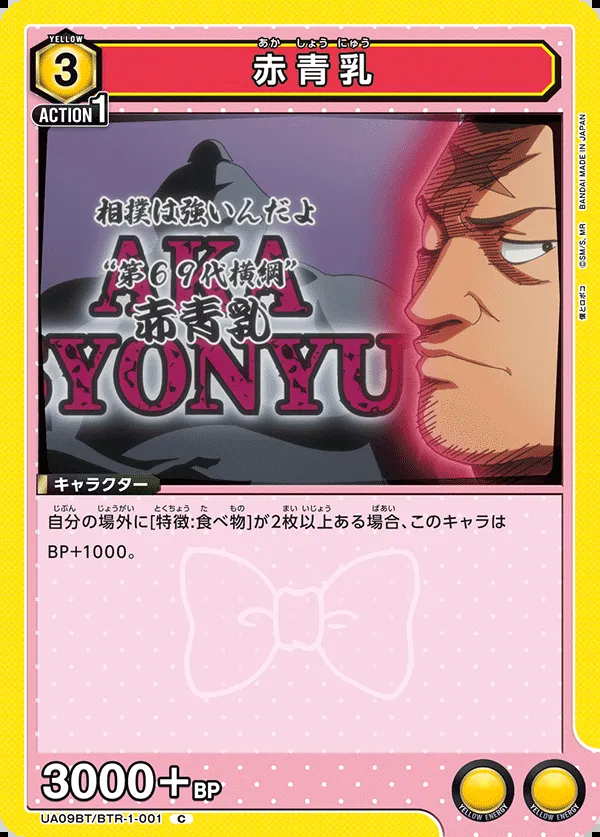 YELLOW
3
ACTION 1
あか しょう にゅう
赤青乳
相撲は強いんだよ
AKA
"第69代横綱"
赤青乳
SYONYU
僕とロボコ ©SM/S, MR BANDAI MADE IN JAPAN
キャラクター
じぶん じょうがい とくちょう た もの まい いじょう ばあい
自分の場外に[特徴:食べ物]が2枚以上ある場合、このキャラは
BP+1000。
3000+BP
YELLOW ENERGY
YELLOW ENERGY
UA09BT/BTR-1-001 C